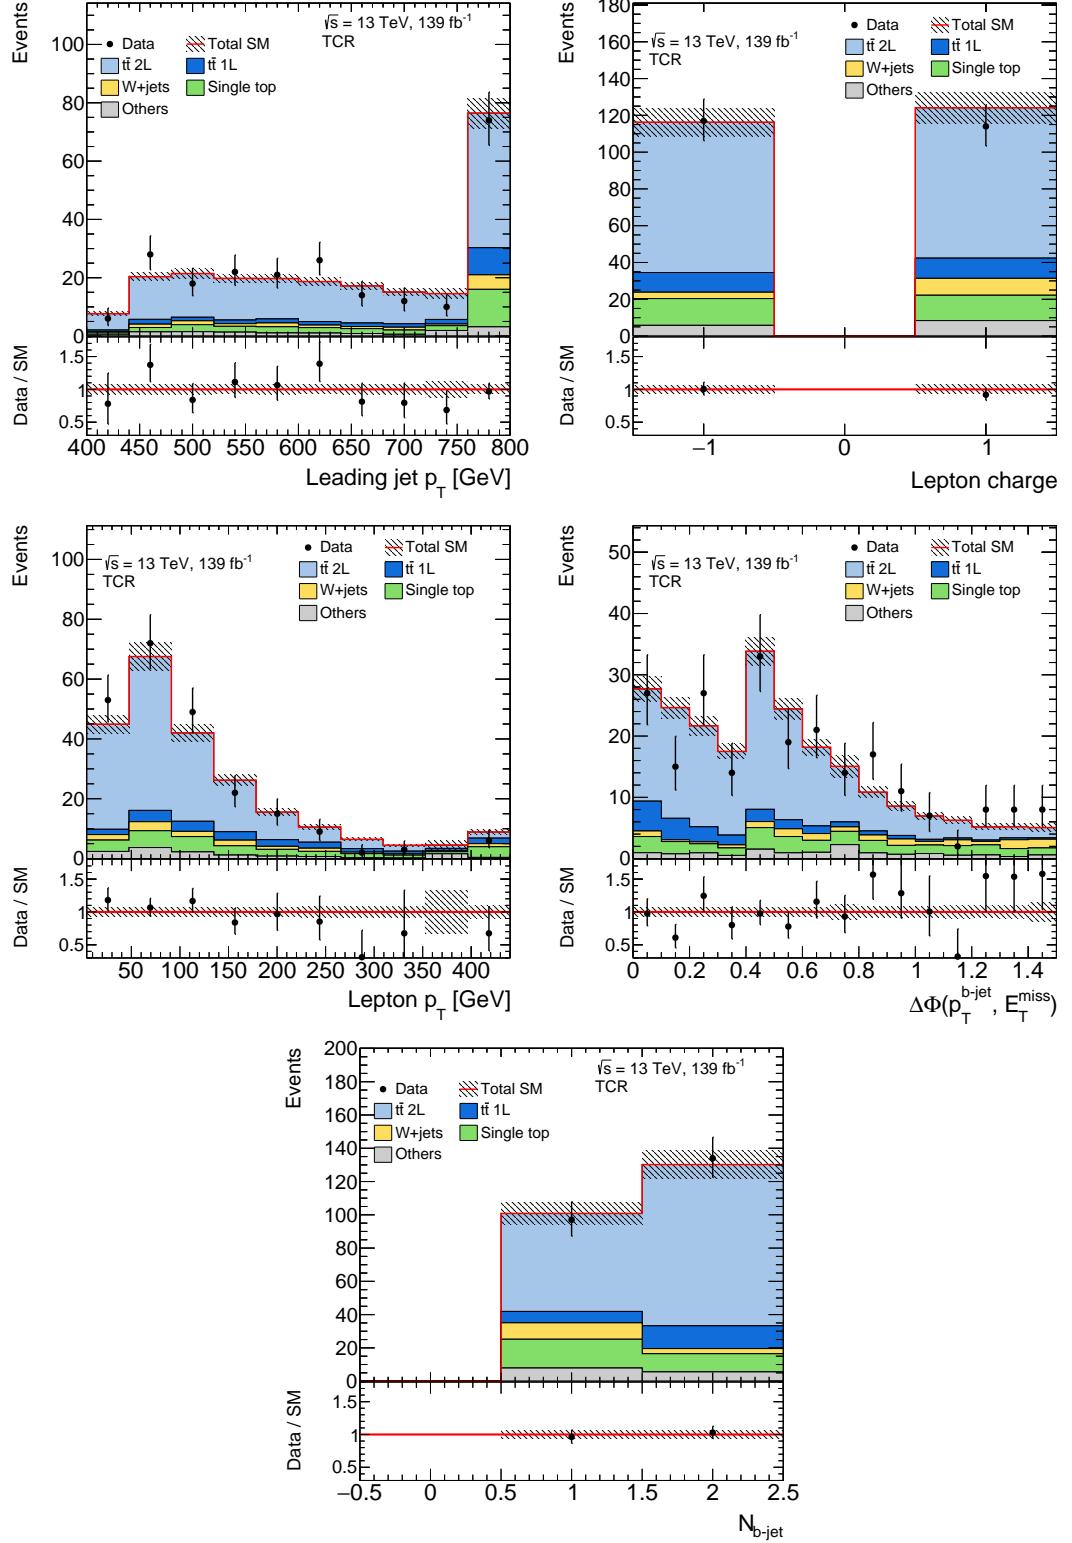 Events
√s = 13 TeV, 139 fb⁻¹
TCR
Data
Total SM
tt̄ 2L
tt̄ 1L
W+jets
Single top
Others
100
80
60
40
20
0
Data / SM
1.5
1
0.5
400 450 500 550 600 650 700 750 800
Leading jet p_T [GeV]
Events
√s = 13 TeV, 139 fb⁻¹
TCR
Data
Total SM
tt̄ 2L
tt̄ 1L
W+jets
Single top
Others
180
160
140
120
100
80
60
40
20
0
Data / SM
1.5
1
0.5
−1 0 1
Lepton charge
Events
√s = 13 TeV, 139 fb⁻¹
TCR
Data
Total SM
tt̄ 2L
tt̄ 1L
W+jets
Single top
Others
100
80
60
40
20
0
Data / SM
1.5
1
0.5
50 100 150 200 250 300 350 400
Lepton p_T [GeV]
Events
√s = 13 TeV, 139 fb⁻¹
TCR
Data
Total SM
tt̄ 2L
tt̄ 1L
W+jets
Single top
Others
50
40
30
20
10
0
Data / SM
1.5
1
0.5
0 0.2 0.4 0.6 0.8 1 1.2 1.4
ΔΦ(p_T^b-jet, E_T^miss)
Events
√s = 13 TeV, 139 fb⁻¹
TCR
Data
Total SM
tt̄ 2L
tt̄ 1L
W+jets
Single top
Others
200
180
160
140
120
100
80
60
40
20
0
Data / SM
1.5
1
0.5
−0.5 0 0.5 1 1.5 2 2.5
N_b-jet